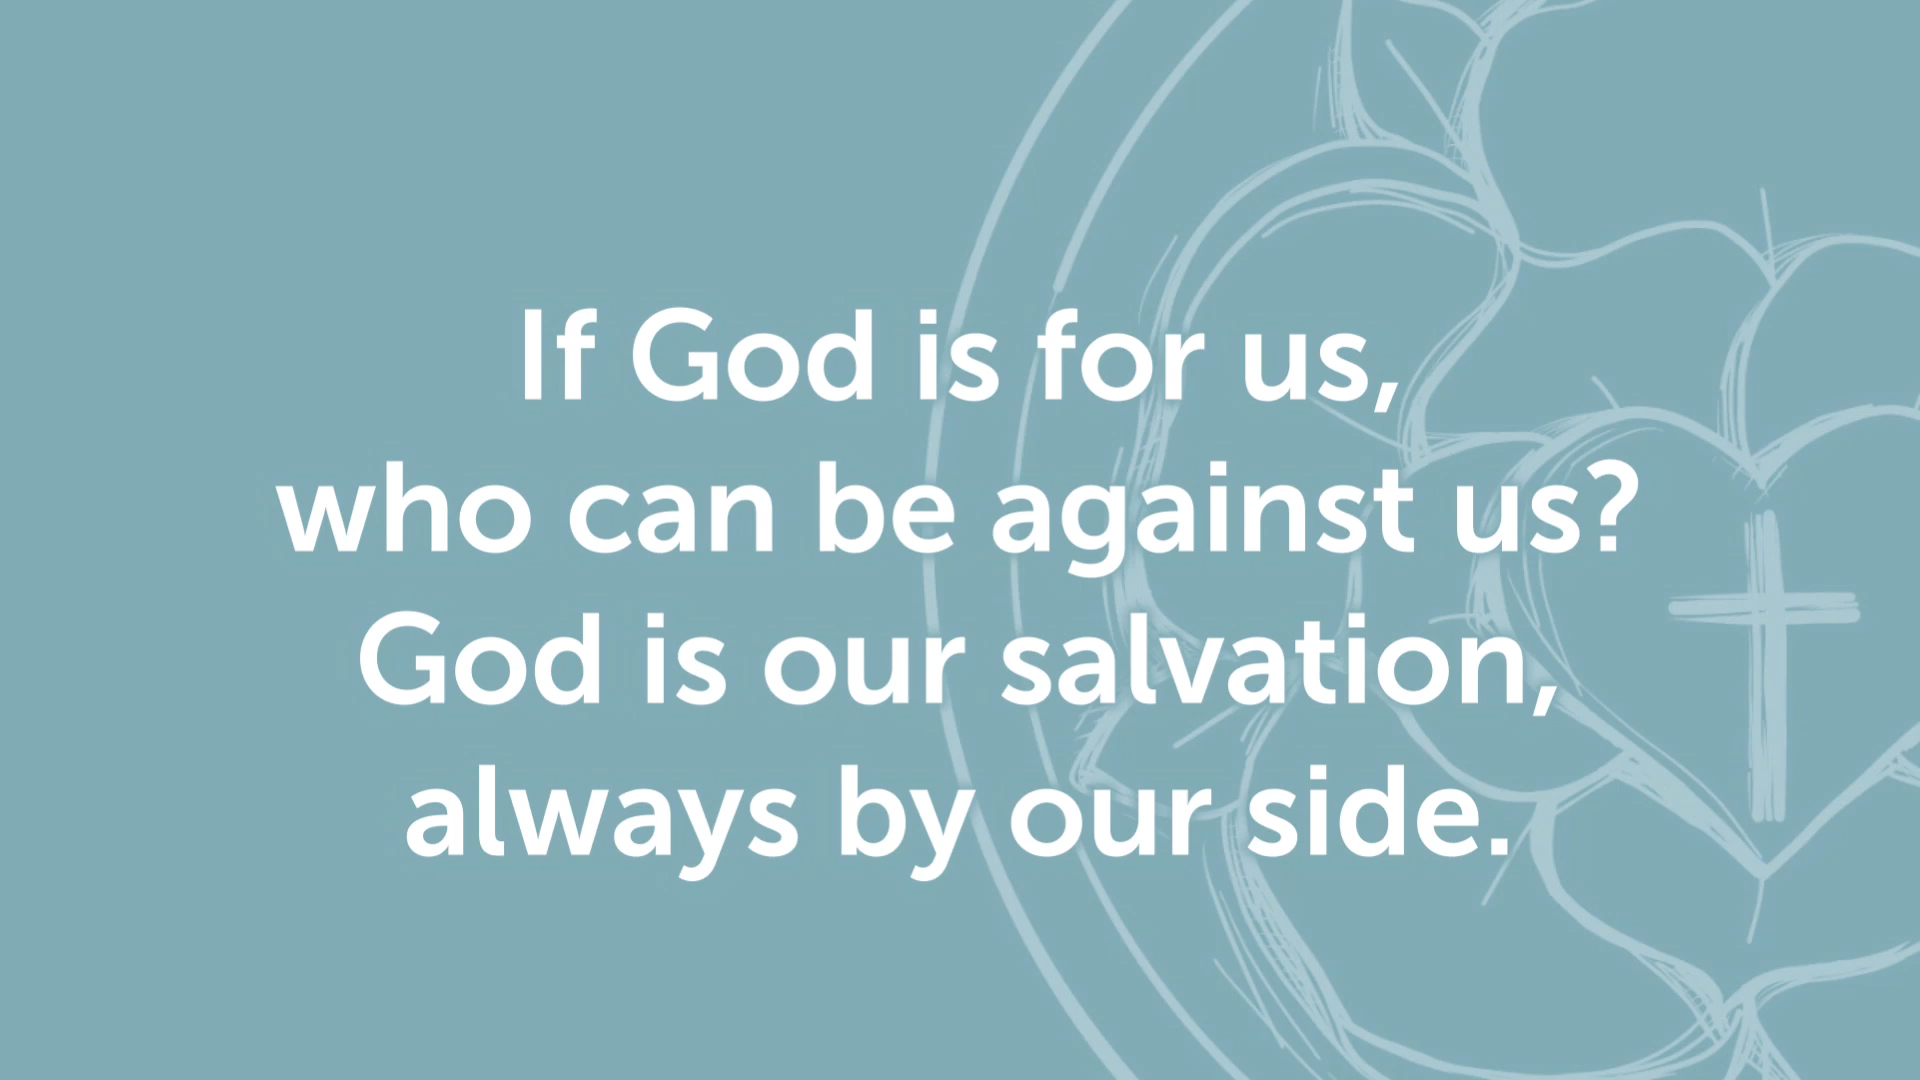 If God is for us,
who can be against us?
God is our salvation,
always by our side.